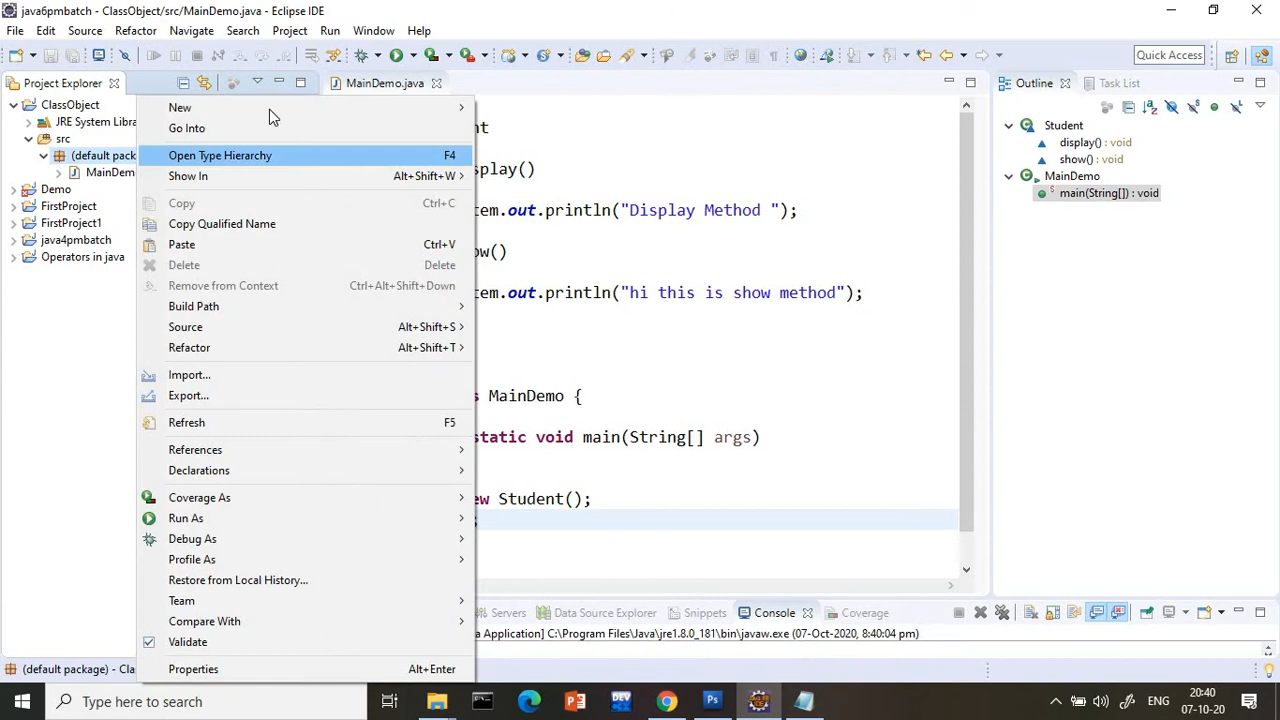 java6pmbatch - ClassObject/src/MainDemo.java - Eclipse IDE
File Edit Source Refactor Navigate Search Project Run Window Help
Quick Access
Project Explorer
MainDemo.java
Outline
Task List
ClassObject
JRE System Libra
src
(default pack
MainDem
Demo
FirstProject
FirstProject1
java4pmbatch
Operators in java
New
Go Into
Open Type Hierarchy F4
Show In Alt+Shift+W
Copy Ctrl+C
Copy Qualified Name
Paste Ctrl+V
Delete Delete
Remove from Context Ctrl+Alt+Shift+Down
Build Path
Source Alt+Shift+S
Refactor Alt+Shift+T
Import...
Export...
Refresh F5
References
Declarations
Coverage As
Run As
Debug As
Profile As
Restore from Local History...
Team
Compare With
Validate
Properties Alt+Enter
nt
play()
tem.out.println("Display Method ");
ow()
tem.out.println("hi this is show method");
s MainDemo {
static void main(String[] args)
ew Student();
;
Student
display() : void
show() : void
MainDemo
main(String[]) : void
Servers
Data Source Explorer
Snippets
Console
Coverage
a Application] C:\Program Files\Java\jre1.8.0_181\bin\javaw.exe (07-Oct-2020, 8:40:04 pm)
(default package) - Clas
Type here to search
ENG
20:40
07-10-20